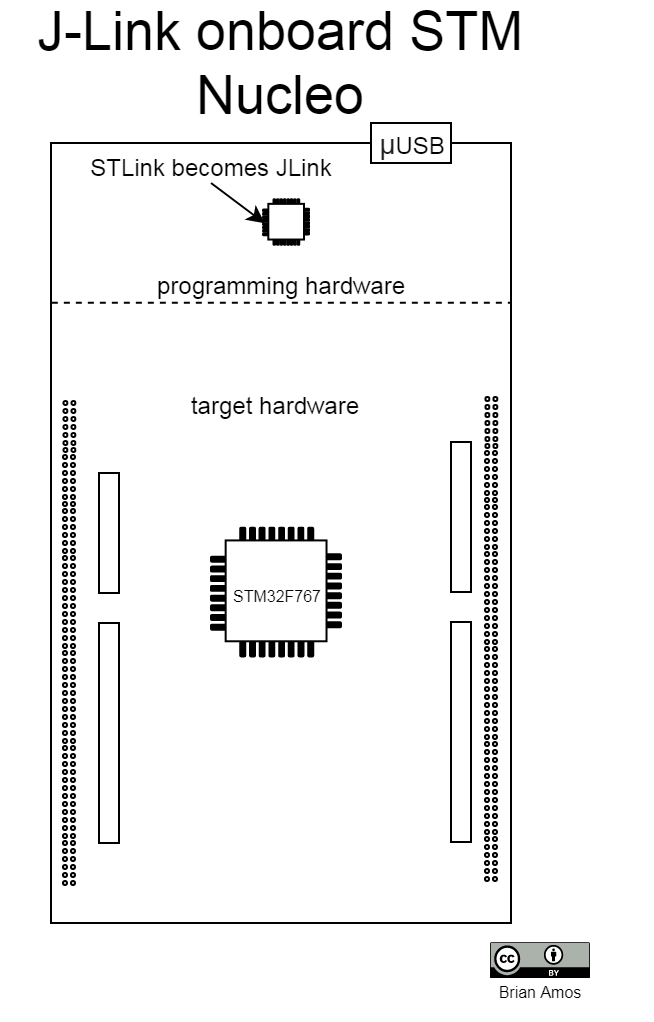 J-Link onboard STM
Nucleo
µUSB
STLink becomes JLink
programming hardware
target hardware
STM32F767
cc
BY
Brian Amos